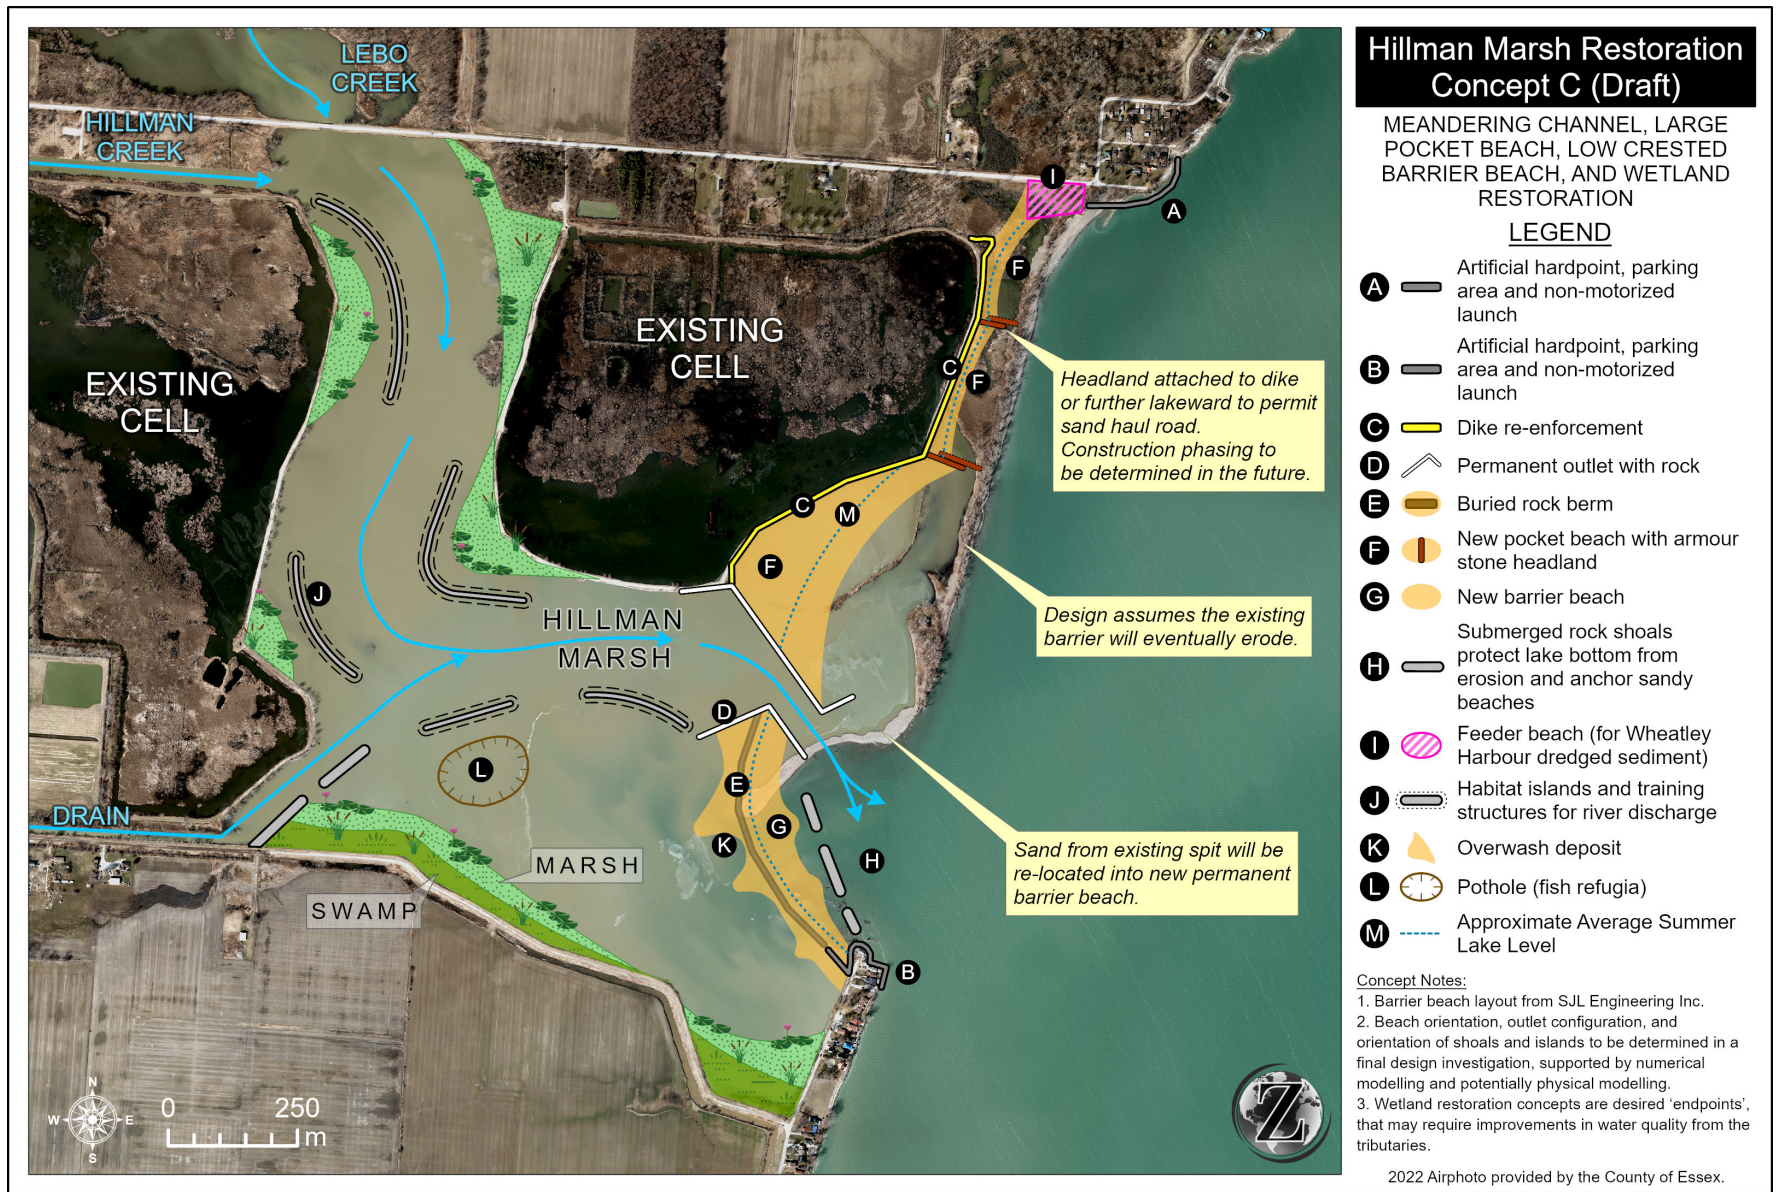 Hillman Marsh Restoration
Concept C (Draft)
MEANDERING CHANNEL, LARGE
POCKET BEACH, LOW CRESTED
BARRIER BEACH, AND WETLAND
RESTORATION
LEGEND
A
Artificial hardpoint, parking
area and non-motorized
launch
B
Artificial hardpoint, parking
area and non-motorized
launch
C
Dike re-enforcement
D
Permanent outlet with rock
E
Buried rock berm
F
New pocket beach with armour
stone headland
G
New barrier beach
H
Submerged rock shoals
protect lake bottom from
erosion and anchor sandy
beaches
I
Feeder beach (for Wheatley
Harbour dredged sediment)
J
Habitat islands and training
structures for river discharge
K
Overwash deposit
L
Pothole (fish refugia)
M
Approximate Average Summer
Lake Level
Concept Notes:
1. Barrier beach layout from SJL Engineering Inc.
2. Beach orientation, outlet configuration, and
orientation of shoals and islands to be determined in a
final design investigation, supported by numerical
modelling and potentially physical modelling.
3. Wetland restoration concepts are desired ‘endpoints’,
that may require improvements in water quality from the
tributaries.
2022 Airphoto provided by the County of Essex.
LEBO
CREEK
HILLMAN
CREEK
I
A
F
EXISTING
CELL
EXISTING
CELL
C
F
Headland attached to dike
or further lakeward to permit
sand haul road.
Construction phasing to
be determined in the future.
C
M
F
J
HILLMAN
MARSH
Design assumes the existing
barrier will eventually erode.
D
L
E
DRAIN
G
K
H
MARSH
SWAMP
Sand from existing spit will be
re-located into new permanent
barrier beach.
B
N
W
E
S
0
250
m
Z